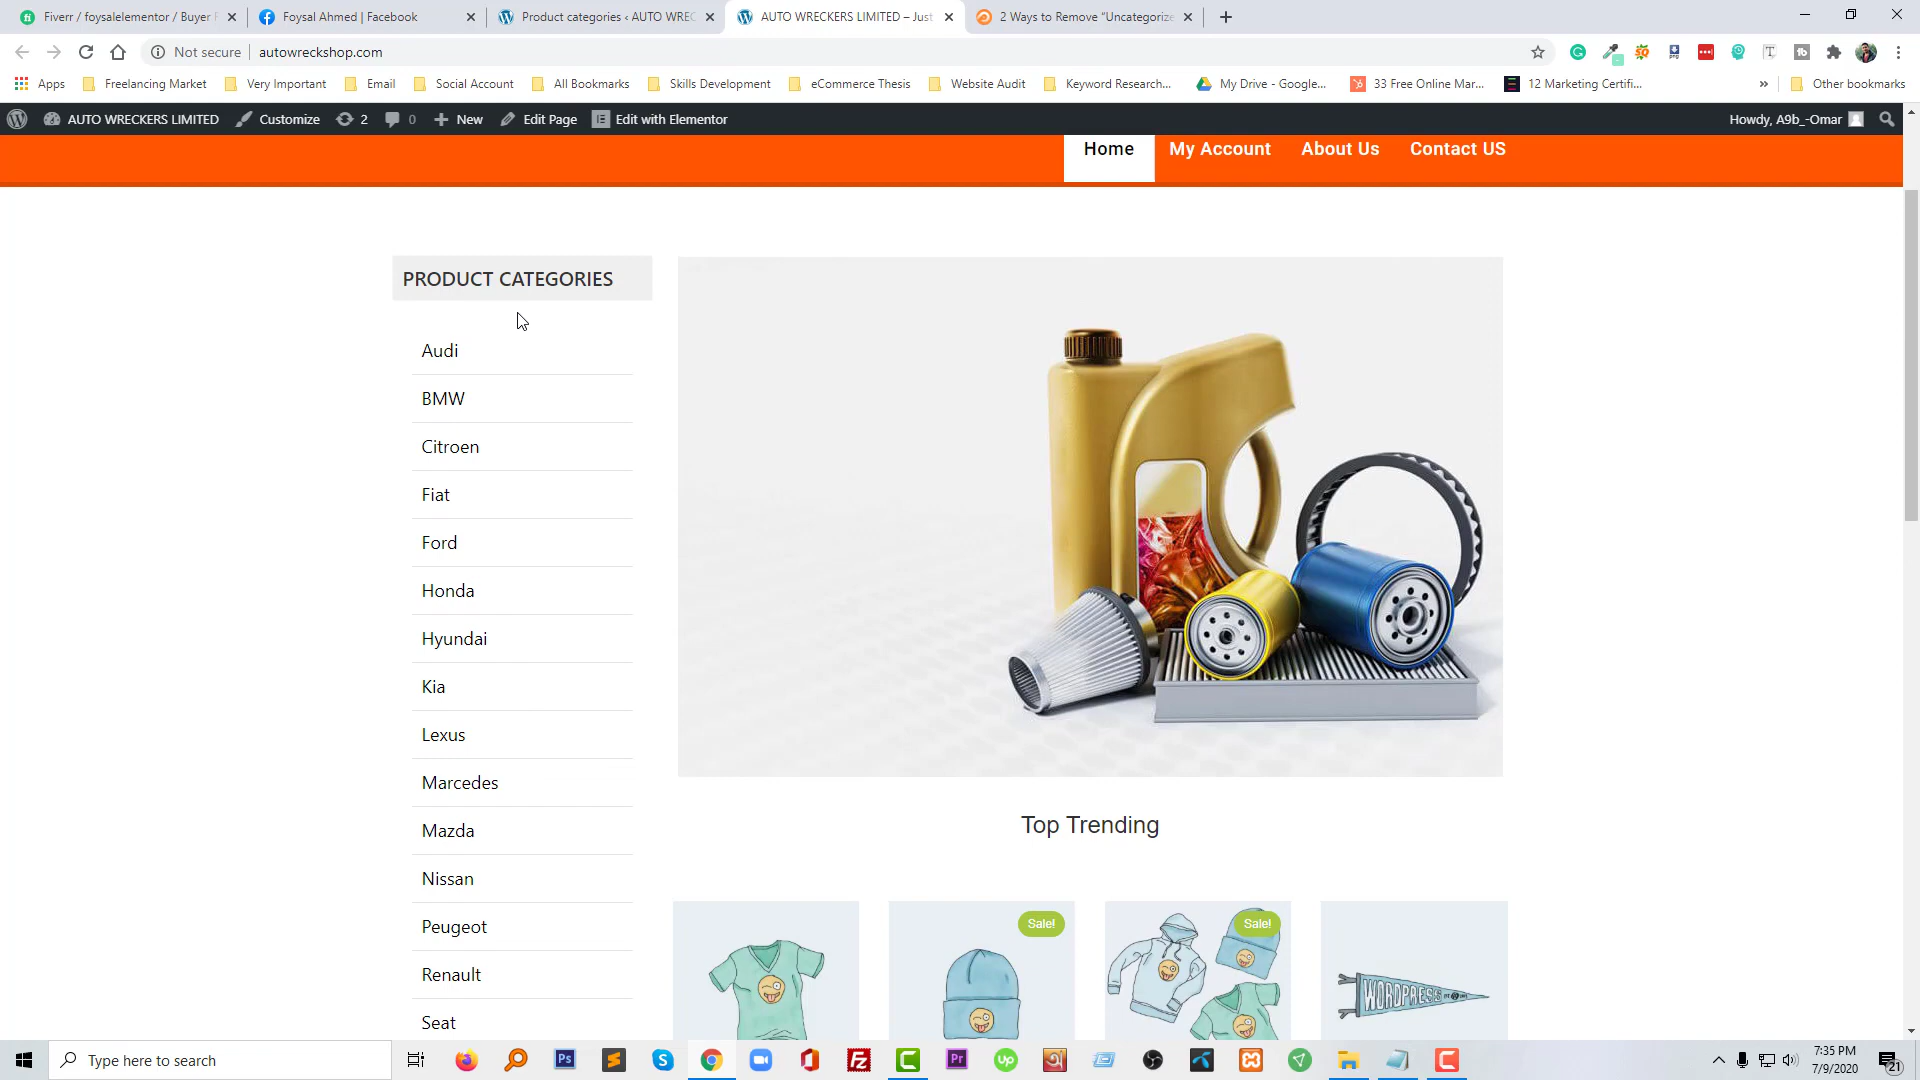 Fiverr / foysalelementor / Buyer F
Foysal Ahmed | Facebook
Product categories ‹ AUTO WREC
AUTO WRECKERS LIMITED – Just
2 Ways to Remove “Uncategorize
Not secure
autowreckshop.com
Apps
Freelancing Market
Very Important
Email
Social Account
All Bookmarks
Skills Development
eCommerce Thesis
Website Audit
Keyword Research...
My Drive - Google...
33 Free Online Mar...
12 Marketing Certifi...
»
Other bookmarks
AUTO WRECKERS LIMITED
Customize
2
0
New
Edit Page
Edit with Elementor
Howdy, A9b_-Omar
Home
My Account
About Us
Contact US
PRODUCT CATEGORIES
Audi
BMW
Citroen
Fiat
Ford
Honda
Hyundai
Kia
Lexus
Marcedes
Mazda
Nissan
Peugeot
Renault
Seat
Top Trending
Sale!
Sale!
WORDPRESS
Type here to search
7:35 PM
7/9/2020
21